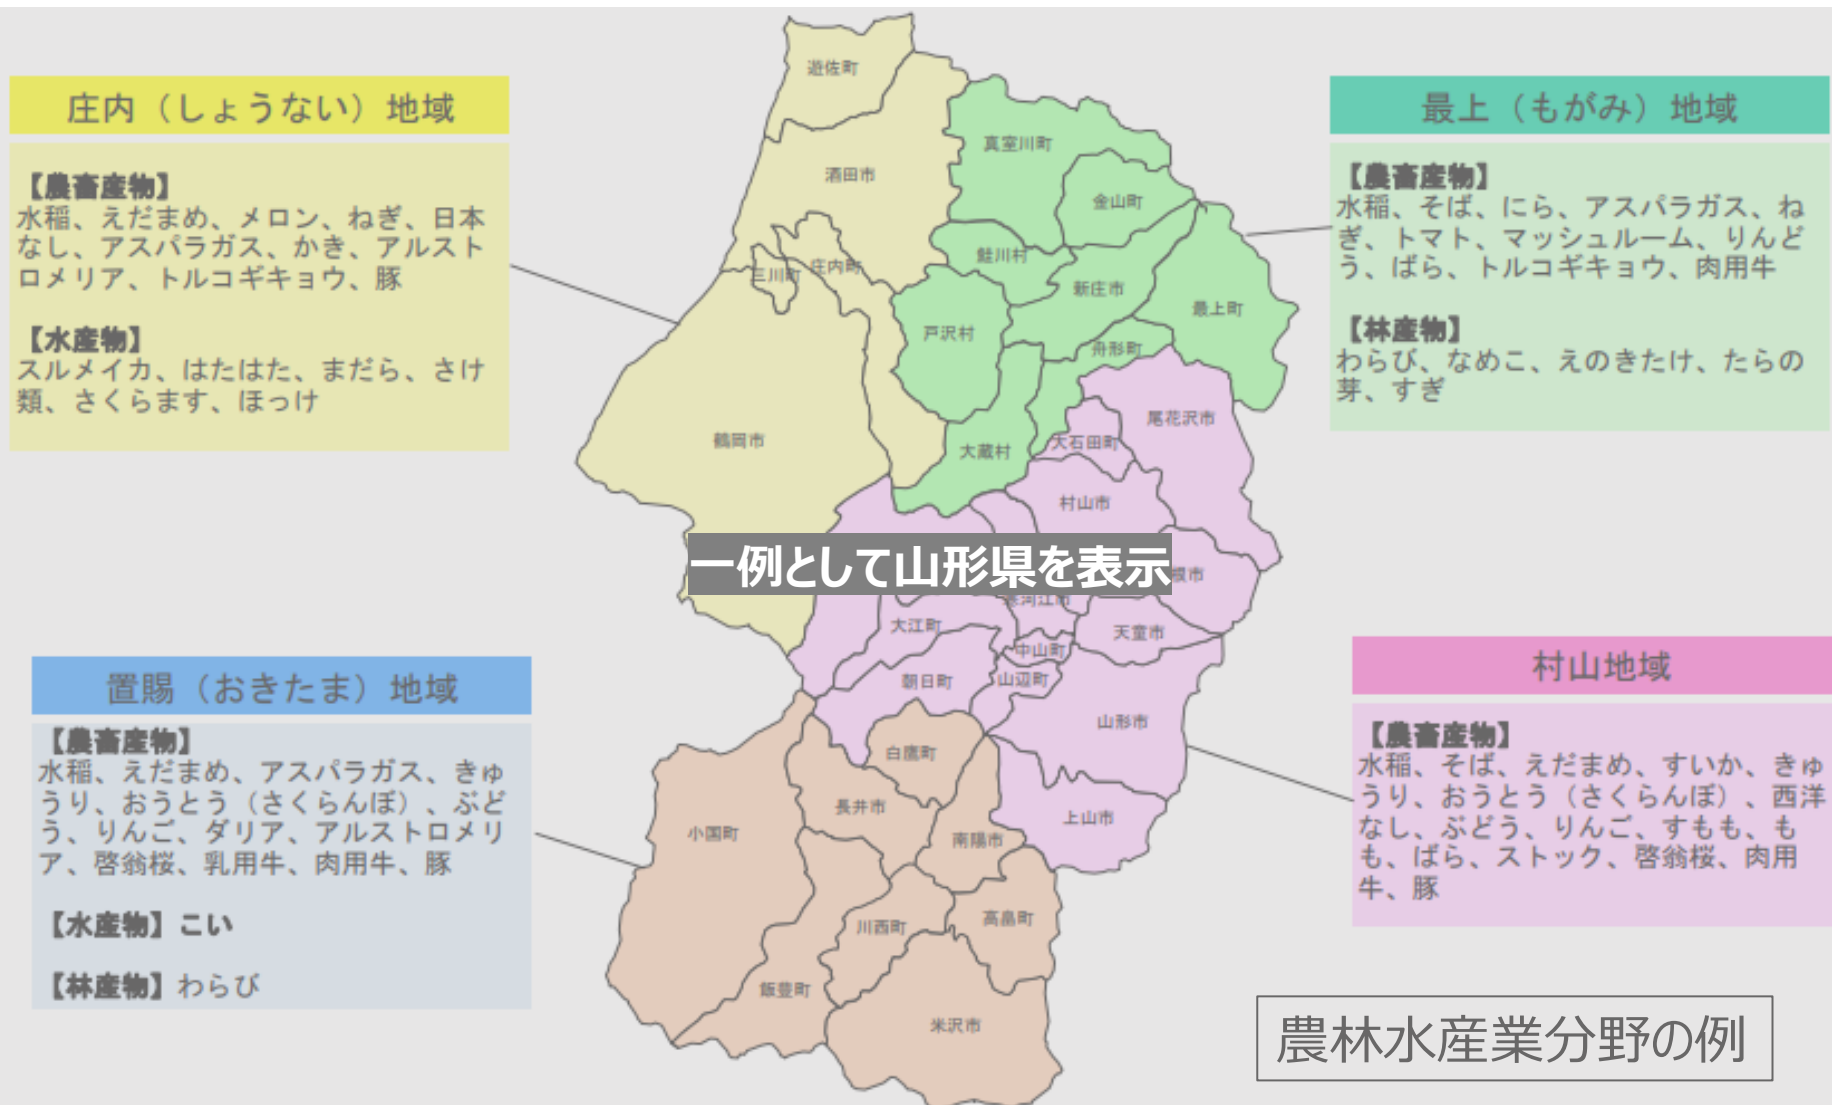 庄内（しょうない）地域
【農畜産物】
水稲、えだまめ、メロン、ねぎ、日本
なし、アスパラガス、かき、アルスト
ロメリア、トルコギキョウ、豚
【水産物】
スルメイカ、はたはた、まだら、さけ
類、さくらます、ほっけ
最上（もがみ）地域
【農畜産物】
水稲、そば、にら、アスパラガス、ね
ぎ、トマト、マッシュルーム、りんど
う、ばら、トルコギキョウ、肉用牛
【林産物】
わらび、なめこ、えのきたけ、たらの
芽、すぎ
遊佐町
真室川町
酒田市
金山町
鮭川村
庄内町
三川町
新庄市
最上町
戸沢村
舟形町
尾花沢市
鶴岡市
大石田町
大蔵村
村山市
一例として山形県を表示
根市
寒河江市
大江町
天童市
中山町
朝日町
山辺町
山形市
白鷹町
長井市
上山市
小国町
南陽市
高畠町
川西町
飯豊町
米沢市
置賜（おきたま）地域
【農畜産物】
水稲、えだまめ、アスパラガス、きゅ
うり、おうとう（さくらんぼ）、ぶど
う、りんご、ダリア、アルストロメリ
ア、啓翁桜、乳用牛、肉用牛、豚
【水産物】こい
【林産物】わらび
村山地域
【農畜産物】
水稲、そば、えだまめ、すいか、きゅ
うり、おうとう（さくらんぼ）、西洋
なし、ぶどう、りんご、すもも、も
も、ばら、ストック、啓翁桜、肉用
牛、豚
農林水産業分野の例